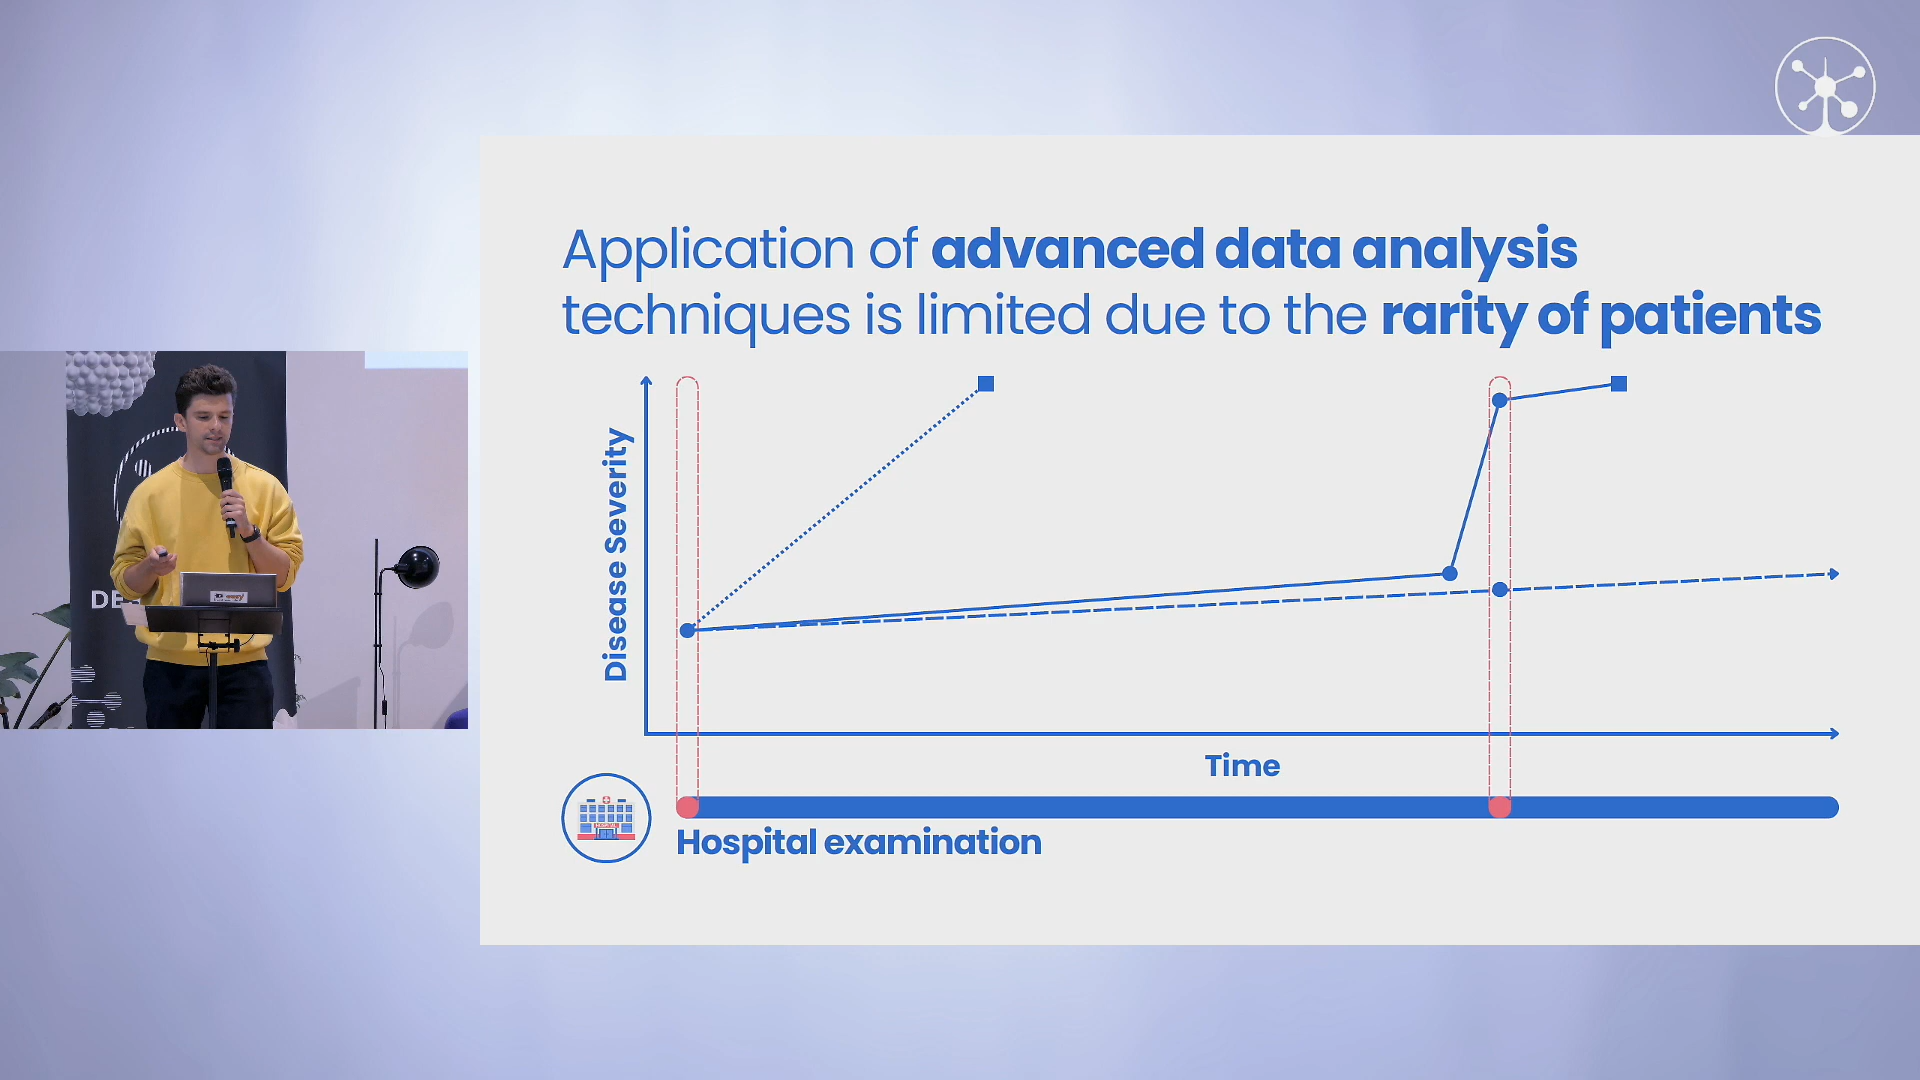 Application of advanced data analysis
techniques is limited due to the rarity of patients
Disease Severity
Time
Hospital examination
DE